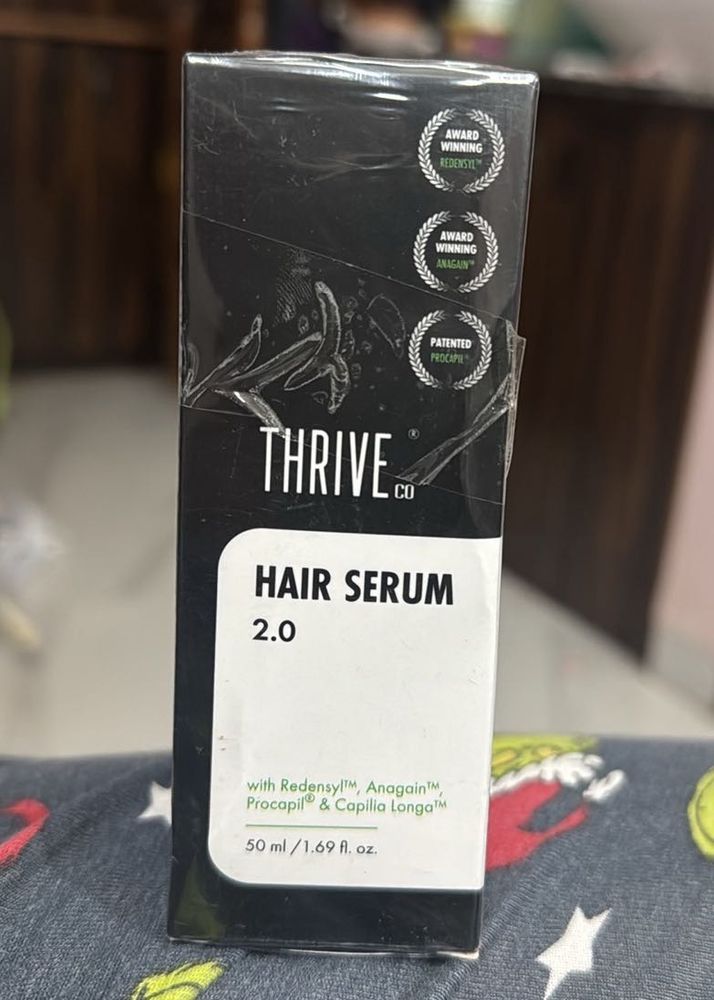 AWARD
WINNING
REDENSYL™
AWARD
WINNING
ANAGAIN™
PATENTED
PROCAPIL®
THRIVE®
CO
HAIR SERUM
2.0
with Redensyl™, Anagain™,
Procapil® & Capilia Longa™
50 ml /1.69 fl. oz.